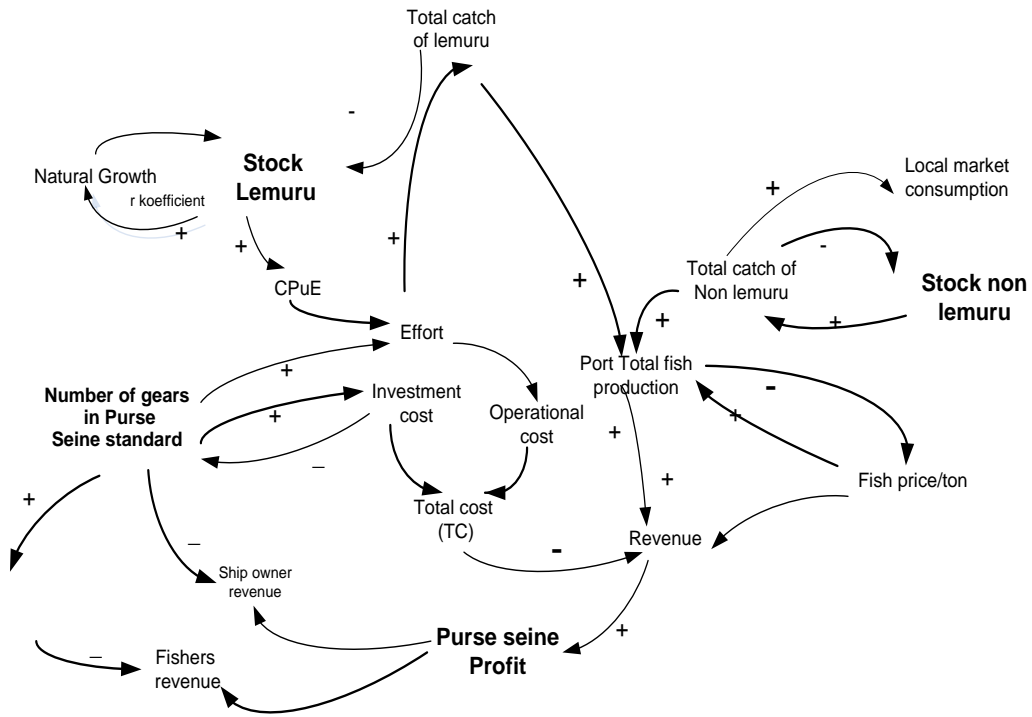 Total catch
of lemuru
-
Stock
Lemuru
Natural Growth
r koefficient
+
+
CPuE
+
Effort
+
Local market
consumption
+
-
Total catch of
Non lemuru
Stock non
lemuru
+
+
+
Port Total fish
production
-
+
Number of gears
in Purse
Seine standard
+
+
Investment
cost
–
Operational
cost
+
+
Fish price/ton
Total cost
(TC)
-
Revenue
+
–
Ship owner
revenue
+
Purse seine
Profit
–
Fishers
revenue